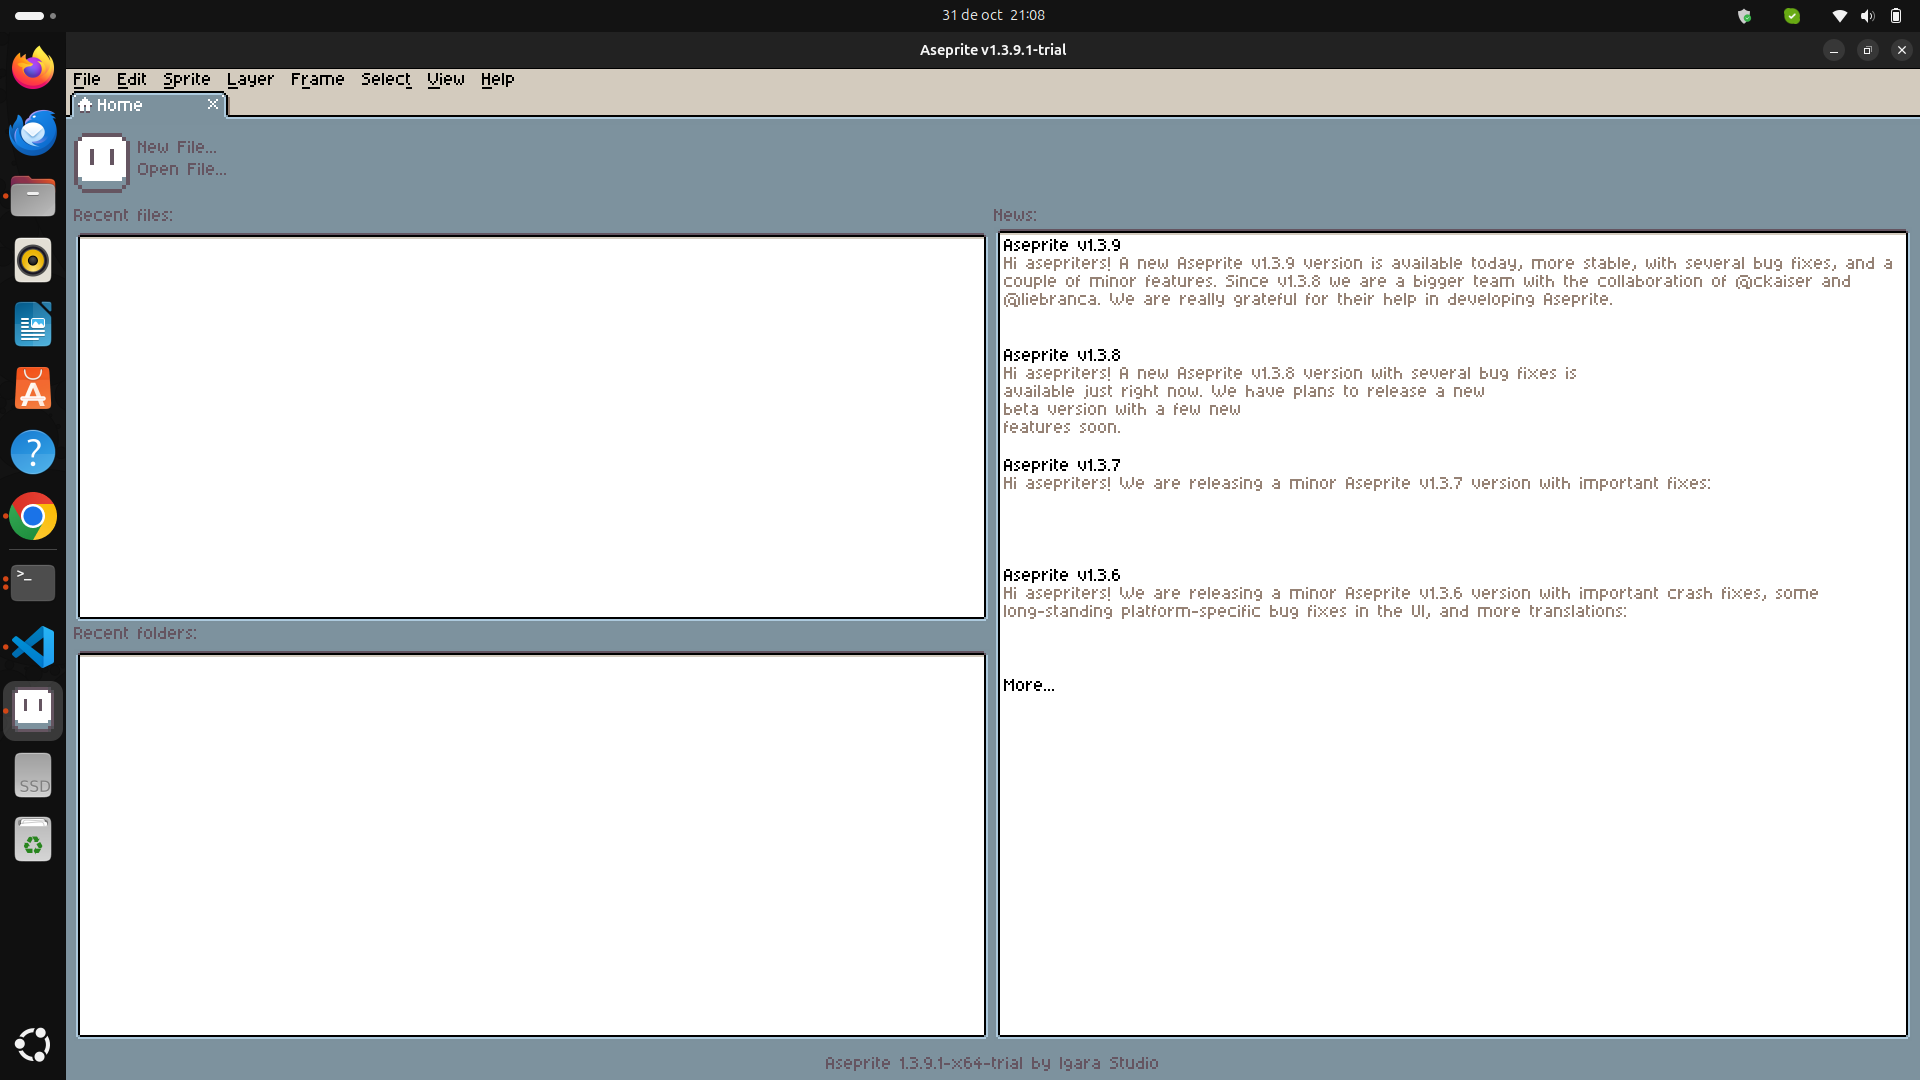 31 de oct 21:08
Aseprite v1.3.9.1-trial
File Edit Sprite Layer Frame Select View Help
Home
New File...
Open File...
Recent files:
News:
Aseprite v1.3.9
Hi asepriters! A new Aseprite v1.3.9 version is available today, more stable, with several bug fixes, and a
couple of minor features. Since v1.3.8 we are a bigger team with the collaboration of @ckaiser and
@liebranca. We are really grateful for their help in developing Aseprite.
Aseprite v1.3.8
Hi asepriters! A new Aseprite v1.3.8 version with several bug fixes is
available just right now. We have plans to release a new
beta version with a few new
features soon.
Aseprite v1.3.7
Hi asepriters! We are releasing a minor Aseprite v1.3.7 version with important fixes:
Aseprite v1.3.6
Hi asepriters! We are releasing a minor Aseprite v1.3.6 version with important crash fixes, some
long-standing platform-specific bug fixes in the UI, and more translations:
More...
Recent folders:
SSD
Aseprite 1.3.9.1-x64-trial by Igara Studio